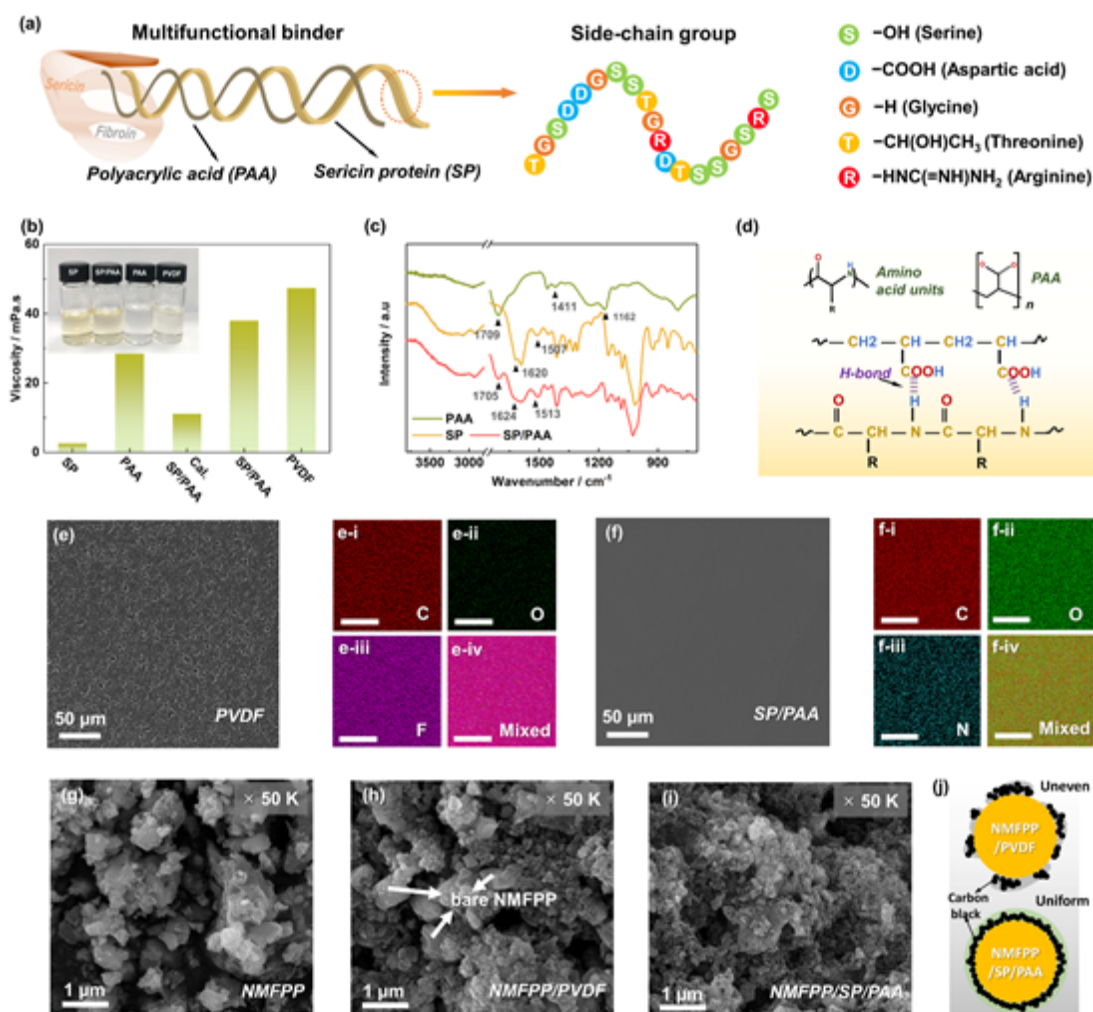 (a)
Multifunctional binder
Side-chain group
Sericin
Fibroin
Polyacrylic acid (PAA)
Sericin protein (SP)
T G S D D G S S T G R D T S S G S R S
S −OH (Serine)
D −COOH (Aspartic acid)
G −H (Glycine)
T −CH(OH)CH3 (Threonine)
R −HNC(=NH)NH2 (Arginine)
(b)
Viscosity / mPa.s
60
40
20
0
SP SP/PAA PAA PVDF
SP
PAA
Cal. SP/PAA
SP/PAA
PVDF
(c)
Intensity / a.u
1411
1162
1709
1507
1620
1705
1624
1513
PAA
SP
SP/PAA
3500 3000 1500 1200 900
Wavenumber / cm-1
(d)
O
H
N
R
Amino
acid units
O O
n
PAA
CH2 CH CH2 CH
COOH COOH
H-bond
O H O H
C CH N C CH N
R R
(e)
50 μm
PVDF
e-i
C
e-ii
O
e-iii
F
e-iv
Mixed
(f)
50 μm
SP/PAA
f-i
C
f-ii
O
f-iii
N
f-iv
Mixed
(g)
× 50 K
1 μm
NMFPP
(h)
× 50 K
bare NMFPP
1 μm
NMFPP/PVDF
(i)
× 50 K
1 μm
NMFPP/SP/PAA
(j)
Uneven
NMFPP
/PVDF
Carbon
black
Uniform
NMFPP
/SP/PAA